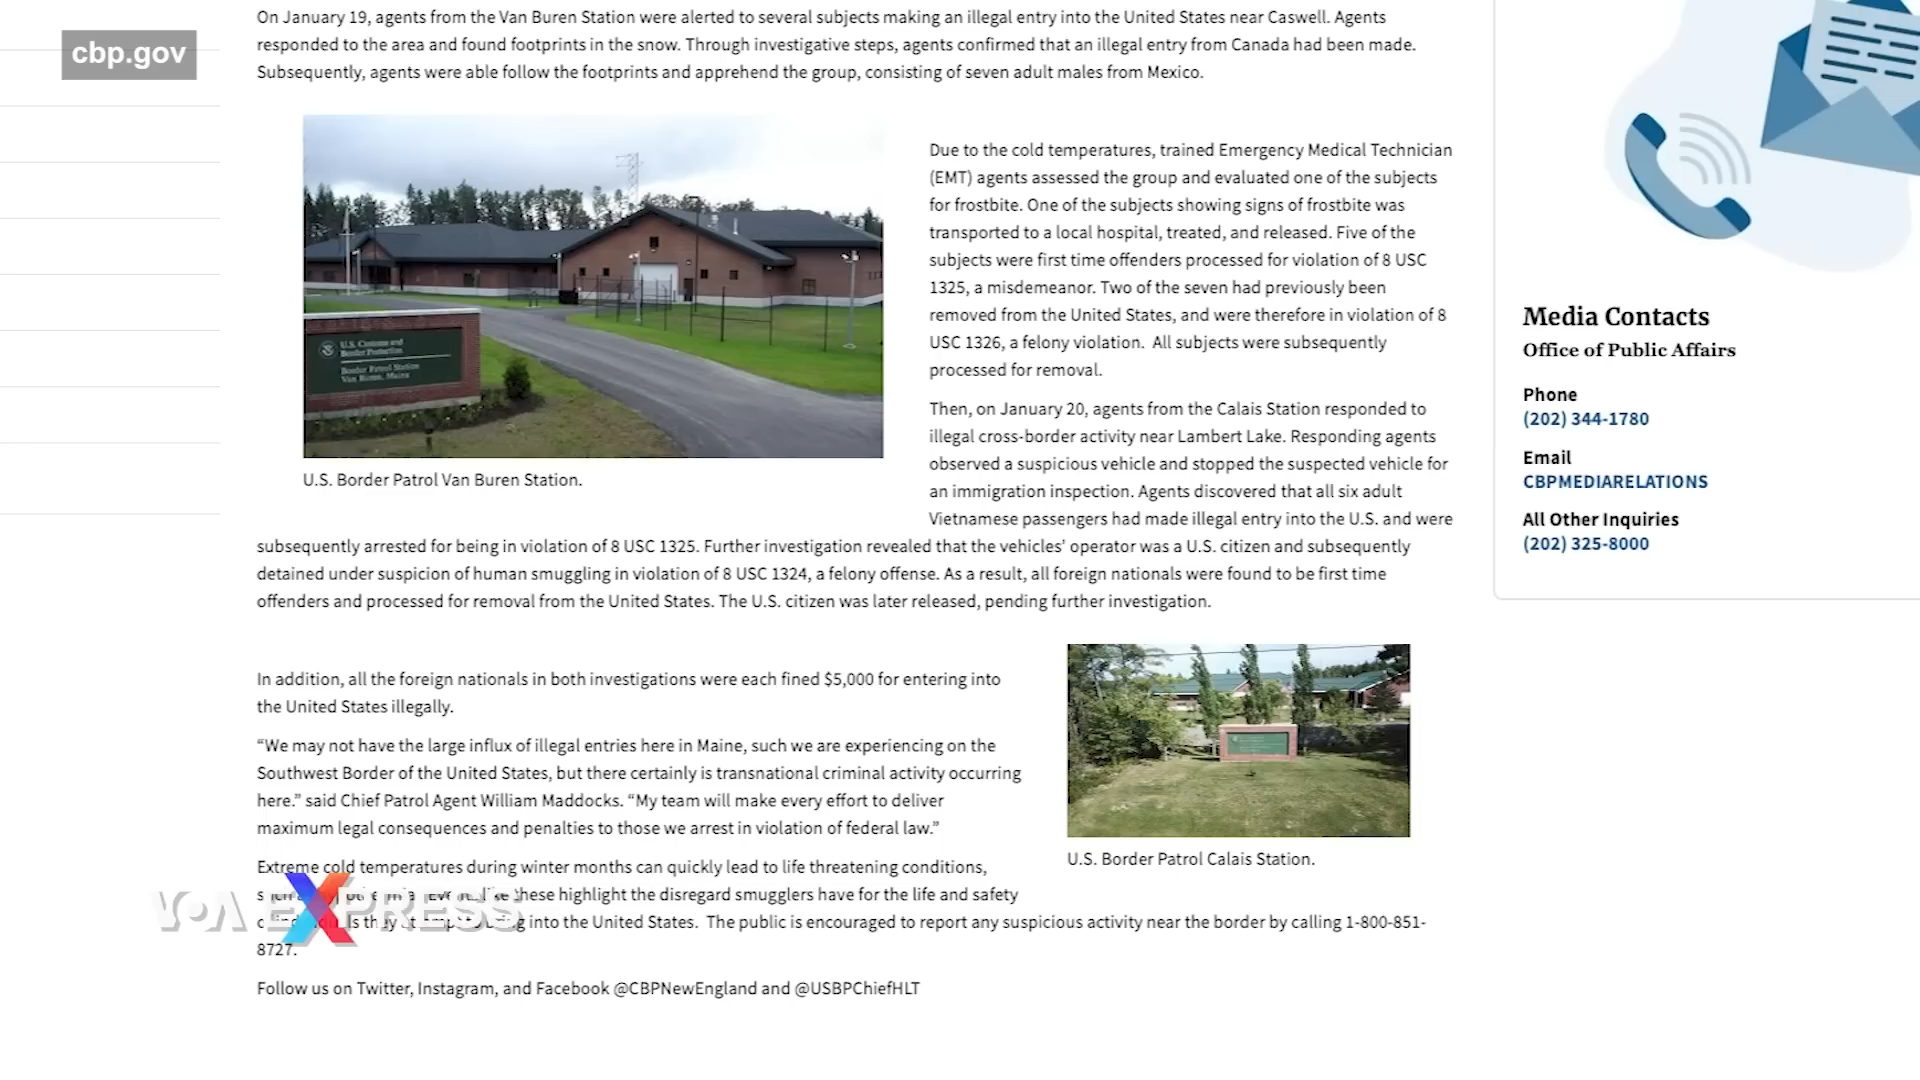 cbp.gov
On January 19, agents from the Van Buren Station were alerted to several subjects making an illegal entry into the United States near Caswell. Agents
responded to the area and found footprints in the snow. Through investigative steps, agents confirmed that an illegal entry from Canada had been made.
Subsequently, agents were able follow the footprints and apprehend the group, consisting of seven adult males from Mexico.
U.S. Customs and
Border Protection
Border Patrol Station
Van Buren, Maine
U.S. Border Patrol Van Buren Station.
Due to the cold temperatures, trained Emergency Medical Technician
(EMT) agents assessed the group and evaluated one of the subjects
for frostbite. One of the subjects showing signs of frostbite was
transported to a local hospital, treated, and released. Five of the
subjects were first time offenders processed for violation of 8 USC
1325, a misdemeanor. Two of the seven had previously been
removed from the United States, and were therefore in violation of 8
USC 1326, a felony violation.  All subjects were subsequently
processed for removal.
Then, on January 20, agents from the Calais Station responded to
illegal cross-border activity near Lambert Lake. Responding agents
observed a suspicious vehicle and stopped the suspected vehicle for
an immigration inspection. Agents discovered that all six adult
Vietnamese passengers had made illegal entry into the U.S. and were
subsequently arrested for being in violation of 8 USC 1325. Further investigation revealed that the vehicles’ operator was a U.S. citizen and subsequently
detained under suspicion of human smuggling in violation of 8 USC 1324, a felony offense. As a result, all foreign nationals were found to be first time
offenders and processed for removal from the United States. The U.S. citizen was later released, pending further investigation.
In addition, all the foreign nationals in both investigations were each fined $5,000 for entering into
the United States illegally.
“We may not have the large influx of illegal entries here in Maine, such we are experiencing on the
Southwest Border of the United States, but there certainly is transnational criminal activity occurring
here.” said Chief Patrol Agent William Maddocks. “My team will make every effort to deliver
maximum legal consequences and penalties to those we arrest in violation of federal law.”
U.S. Border Patrol Calais Station.
Extreme cold temperatures during winter months can quickly lead to life threatening conditions,
these highlight the disregard smugglers have for the life and safety
into the United States.  The public is encouraged to report any suspicious activity near the border by calling 1-800-851-
8727.
VOA EXPRESS
Follow us on Twitter, Instagram, and Facebook @CBPNewEngland and @USBPChiefHLT
Media Contacts
Office of Public Affairs
Phone
(202) 344-1780
Email
CBPMEDIARELATIONS
All Other Inquiries
(202) 325-8000